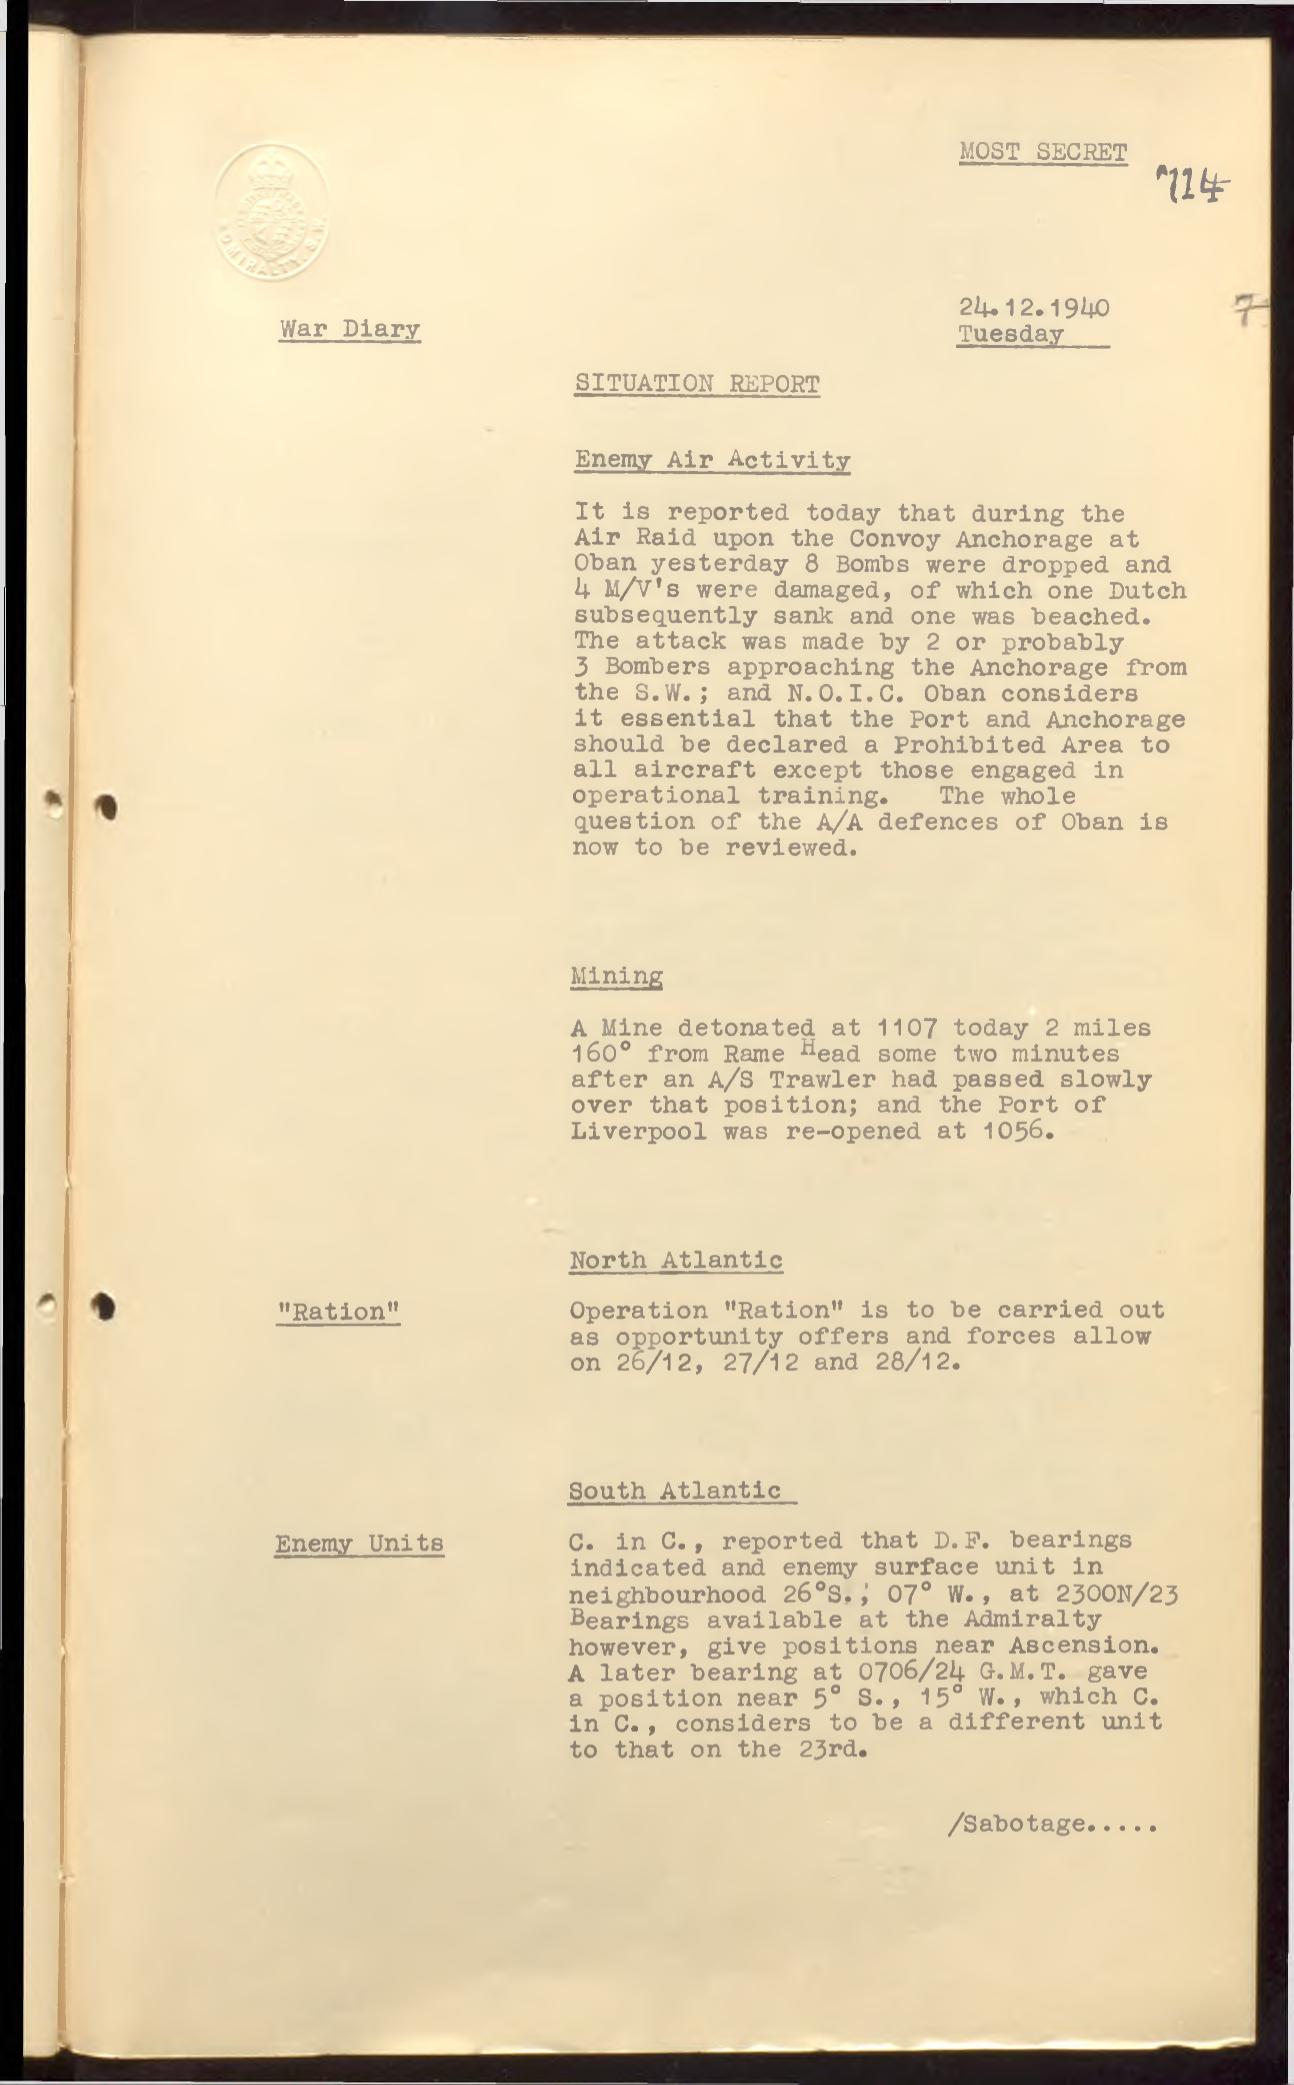 MOST SECRET
714
ADMIRALTY. S.W.
24.12.1940
7
War Diary
Tuesday
SITUATION REPORT
Enemy Air Activity
It is reported today that during the
Air Raid upon the Convoy Anchorage at
Oban yesterday 8 Bombs were dropped and
4 M/V's were damaged, of which one Dutch
subsequently sank and one was beached.
The attack was made by 2 or probably
3 Bombers approaching the Anchorage from
the S.W.; and N.O.I.C. Oban considers
it essential that the Port and Anchorage
should be declared a Prohibited Area to
all aircraft except those engaged in
operational training. The whole
question of the A/A defences of Oban is
now to be reviewed.
Mining
A Mine detonated at 1107 today 2 miles
160° from Rame Head some two minutes
after an A/S Trawler had passed slowly
over that position; and the Port of
Liverpool was re-opened at 1056.
North Atlantic
"Ration"
Operation "Ration" is to be carried out
as opportunity offers and forces allow
on 26/12, 27/12 and 28/12.
South Atlantic
Enemy Units
C. in C., reported that D.F. bearings
indicated and enemy surface unit in
neighbourhood 26°S.; 07° W., at 2300N/23
Bearings available at the Admiralty
however, give positions near Ascension.
A later bearing at 0706/24 G.M.T. gave
a position near 5° S., 15° W., which C.
in C., considers to be a different unit
to that on the 23rd.
/Sabotage.....